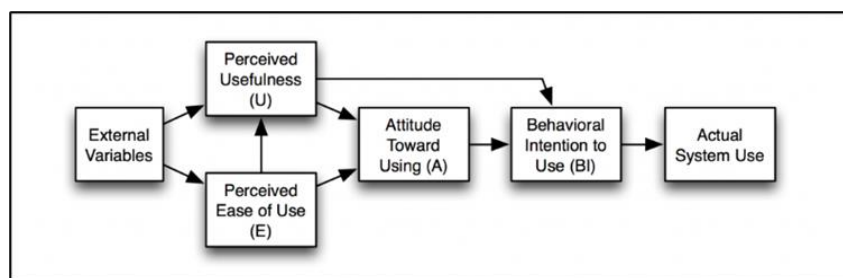 Perceived
Usefulness
(U)
External
Variables
Perceived
Ease of Use
(E)
Attitude
Toward
Using (A)
Behavioral
Intention to
Use (BI)
Actual
System Use